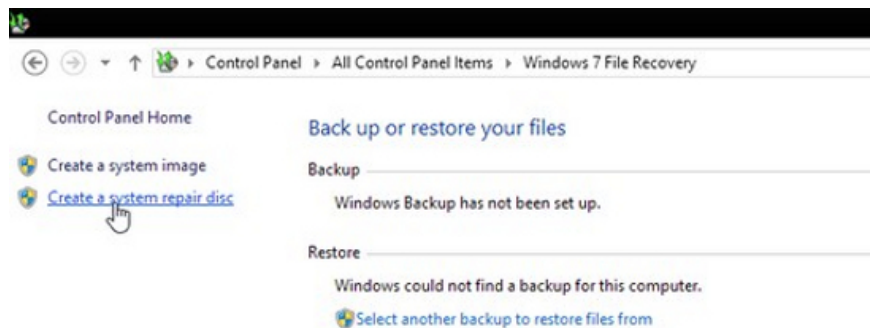 Control Panel ▸ All Control Panel Items ▸ Windows 7 File Recovery
Control Panel Home
Create a system image
Create a system repair disc
Back up or restore your files
Backup
Windows Backup has not been set up.
Restore
Windows could not find a backup for this computer.
Select another backup to restore files from